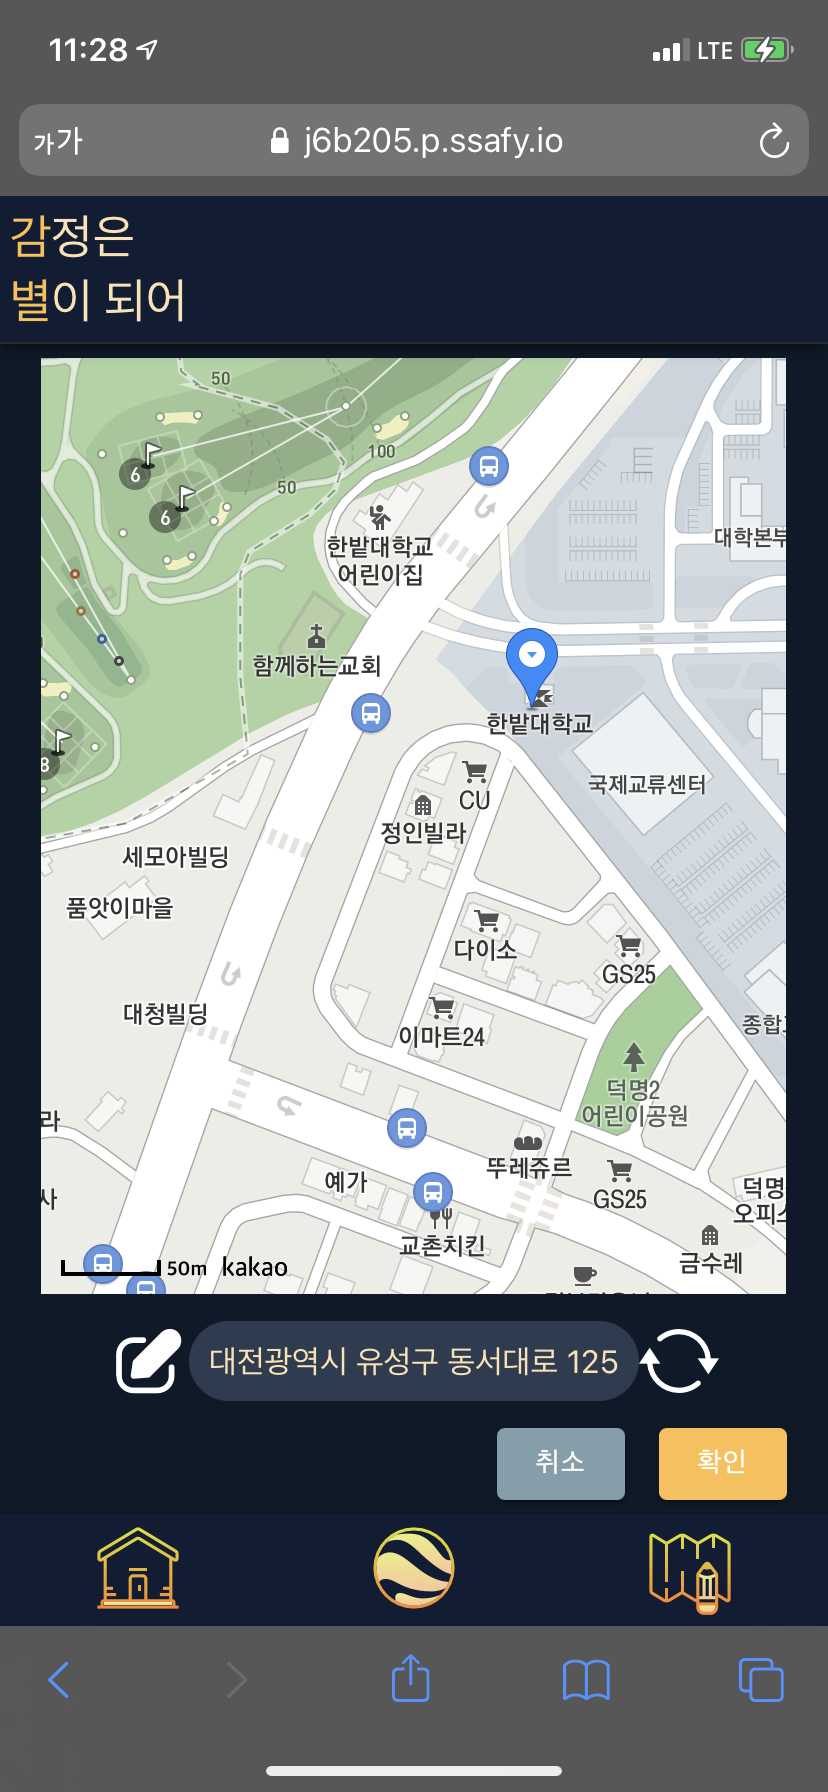 11:28
LTE
가가
j6b205.p.ssafy.io
감정은
별이 되어
50
100
50
6
6
한밭대학교
어린이집
대학본부
함께하는교회
한밭대학교
8
국제교류센터
CU
정인빌라
세모아빌딩
품앗이마을
다이소
GS25
대청빌딩
이마트24
종합
덕명2
어린이공원
라
뚜레쥬르
예가
GS25
사
덕명
오피스
교촌치킨
금수레
50m
kakao
대전광역시 유성구 동서대로 125
취소
확인